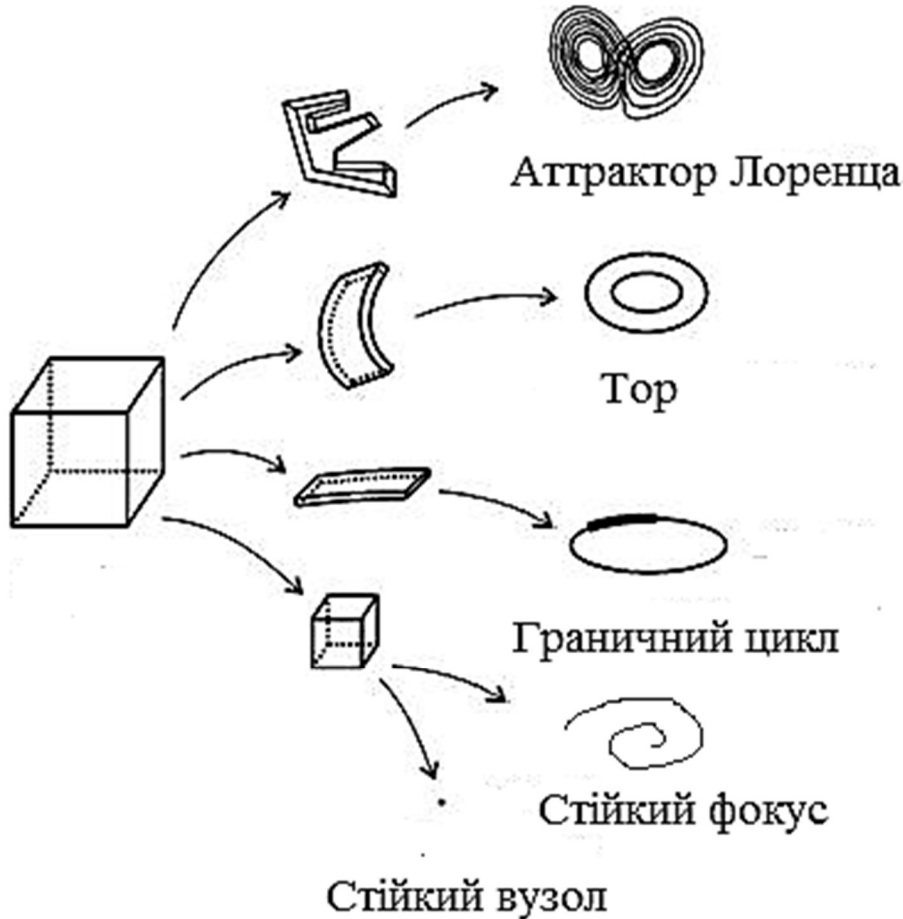 Аттрактор Лоренца
Тор
Граничний цикл
Стійкий фокус
Стійкий вузол